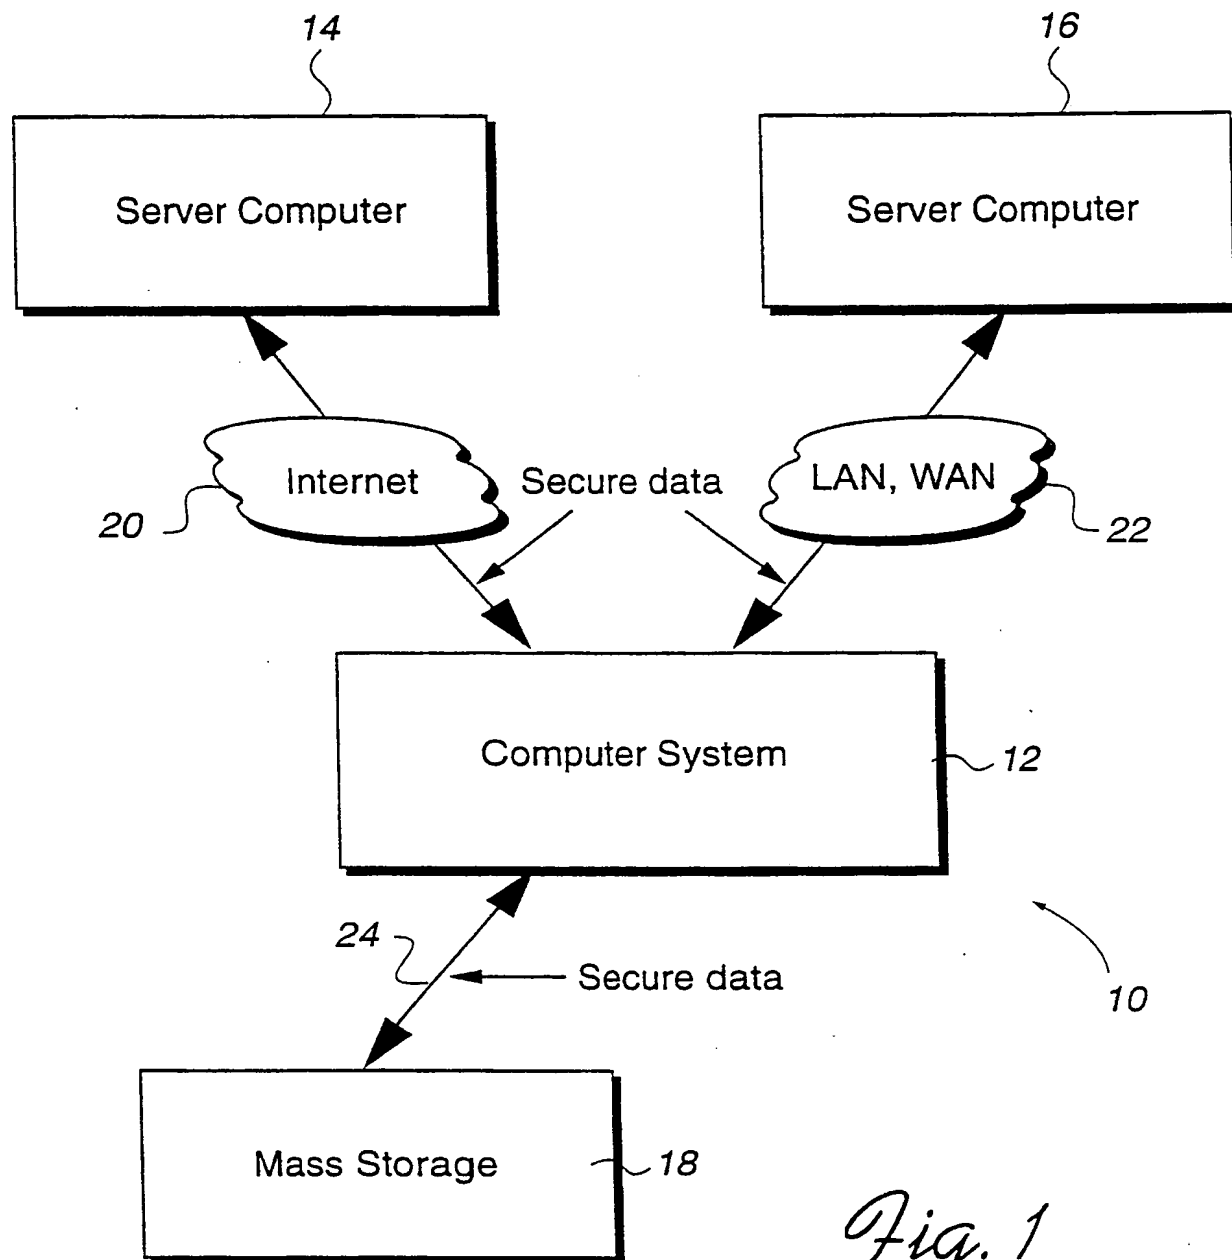 14
16
Server Computer
Server Computer
Internet
Secure data
LAN, WAN
20
22
Computer System
12
24
Secure data
10
Mass Storage
18
Fig. 1